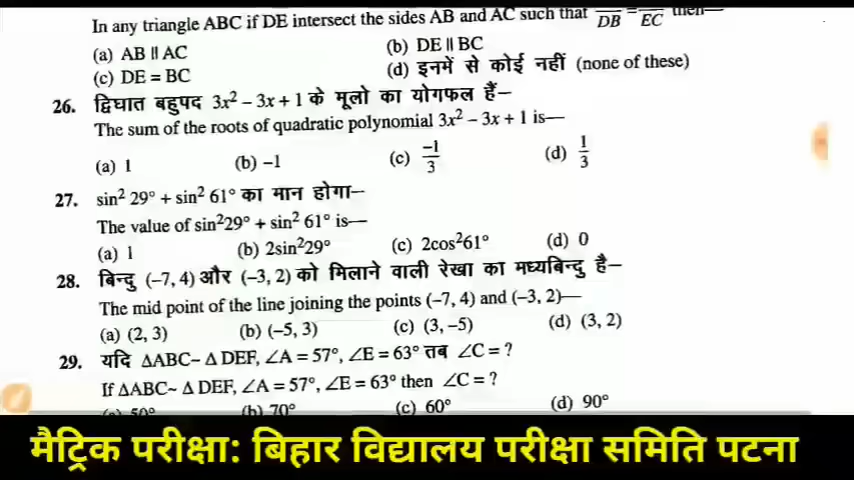 In any triangle ABC if DE intersect the sides AB and AC such that __/DB = __/EC then—
(a) AB || AC (b) DE || BC
(c) DE = BC (d) इनमें से कोई नहीं (none of these)
26. द्विघात बहुपद 3x² – 3x + 1 के मूलो का योगफल हैं–
The sum of the roots of quadratic polynomial 3x² – 3x + 1 is—
(a) 1 (b) –1 (c) –1/3 (d) 1/3
27. sin² 29° + sin² 61° का मान होगा–
The value of sin²29° + sin² 61° is—
(a) 1 (b) 2sin²29° (c) 2cos²61° (d) 0
28. बिन्दु (–7, 4) और (–3, 2) को मिलाने वाली रेखा का मध्यबिन्दु है–
The mid point of the line joining the points (–7, 4) and (–3, 2)—
(a) (2, 3) (b) (–5, 3) (c) (3, –5) (d) (3, 2)
29. यदि ΔABC~ Δ DEF, ∠A = 57°, ∠E = 63° तब ∠C = ?
If ΔABC~ Δ DEF, ∠A = 57°, ∠E = 63° then ∠C = ?
(a) 50° (b) 70° (c) 60° (d) 90°
मैट्रिक परीक्षा: बिहार विद्यालय परीक्षा समिति पटना